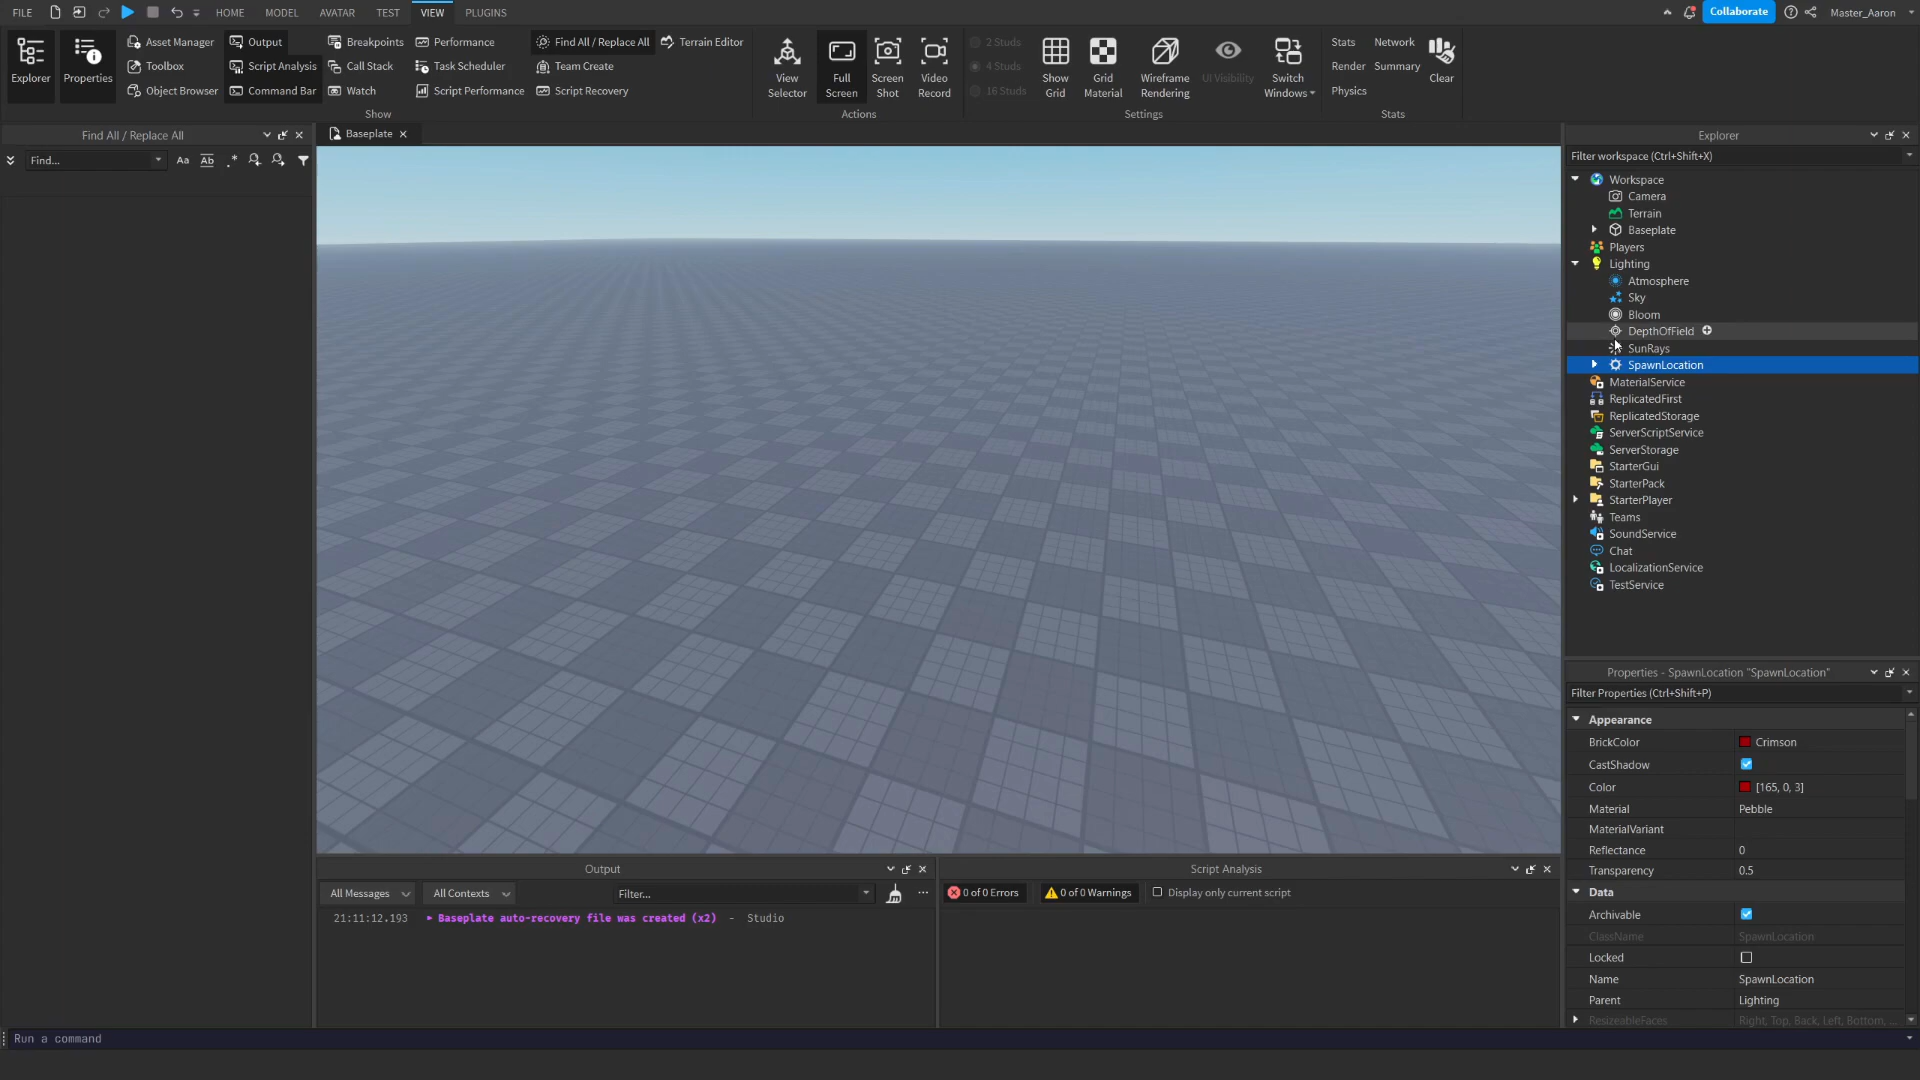 FILE HOME MODEL AVATAR TEST VIEW PLUGINS Collaborate Master_Aaron
Explorer
Properties
Asset Manager
Toolbox
Object Browser
Output
Script Analysis
Command Bar
Breakpoints
Call Stack
Watch
Performance
Task Scheduler
Script Performance
Find All / Replace All
Team Create
Script Recovery
Terrain Editor
Show
View
Selector
Full
Screen
Screen
Shot
Video
Record
Actions
2 Studs
4 Studs
16 Studs
Show
Grid
Grid
Material
Wireframe
Rendering
UI Visibility
Switch
Windows
Settings
Stats Network
Render Summary
Physics
Clear
Stats
Find All / Replace All
Find... Aa Ab .*
Baseplate
Explorer
Filter workspace (Ctrl+Shift+X)
Workspace
Camera
Terrain
Baseplate
Players
Lighting
Atmosphere
Sky
Bloom
DepthOfField
SunRays
SpawnLocation
MaterialService
ReplicatedFirst
ReplicatedStorage
ServerScriptService
ServerStorage
StarterGui
StarterPack
StarterPlayer
Teams
SoundService
Chat
LocalizationService
TestService
Properties - SpawnLocation "SpawnLocation"
Filter Properties (Ctrl+Shift+P)
Appearance
BrickColor Crimson
CastShadow
Color [165, 0, 3]
Material Pebble
MaterialVariant
Reflectance 0
Transparency 0.5
Data
Archivable
ClassName SpawnLocation
Locked
Name SpawnLocation
Parent Lighting
ResizeableFaces Right, Top, Back, Left, Bottom, ...
Output
All Messages All Contexts Filter...
21:11:12.193 Baseplate auto-recovery file was created (x2) - Studio
Script Analysis
0 of 0 Errors 0 of 0 Warnings Display only current script
Run a command